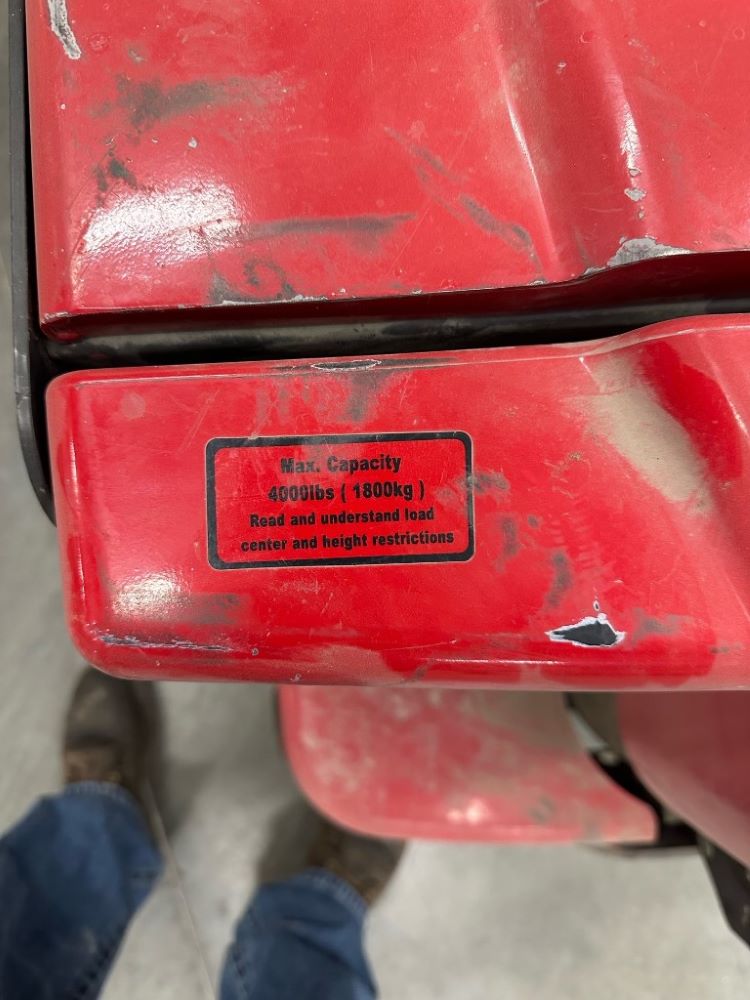 Max. Capacity
4000lbs ( 1800kg )
Read and understand load
center and height restrictions